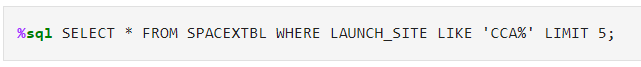 %sql SELECT * FROM SPACEXTBL WHERE LAUNCH_SITE LIKE 'CCA%' LIMIT 5;